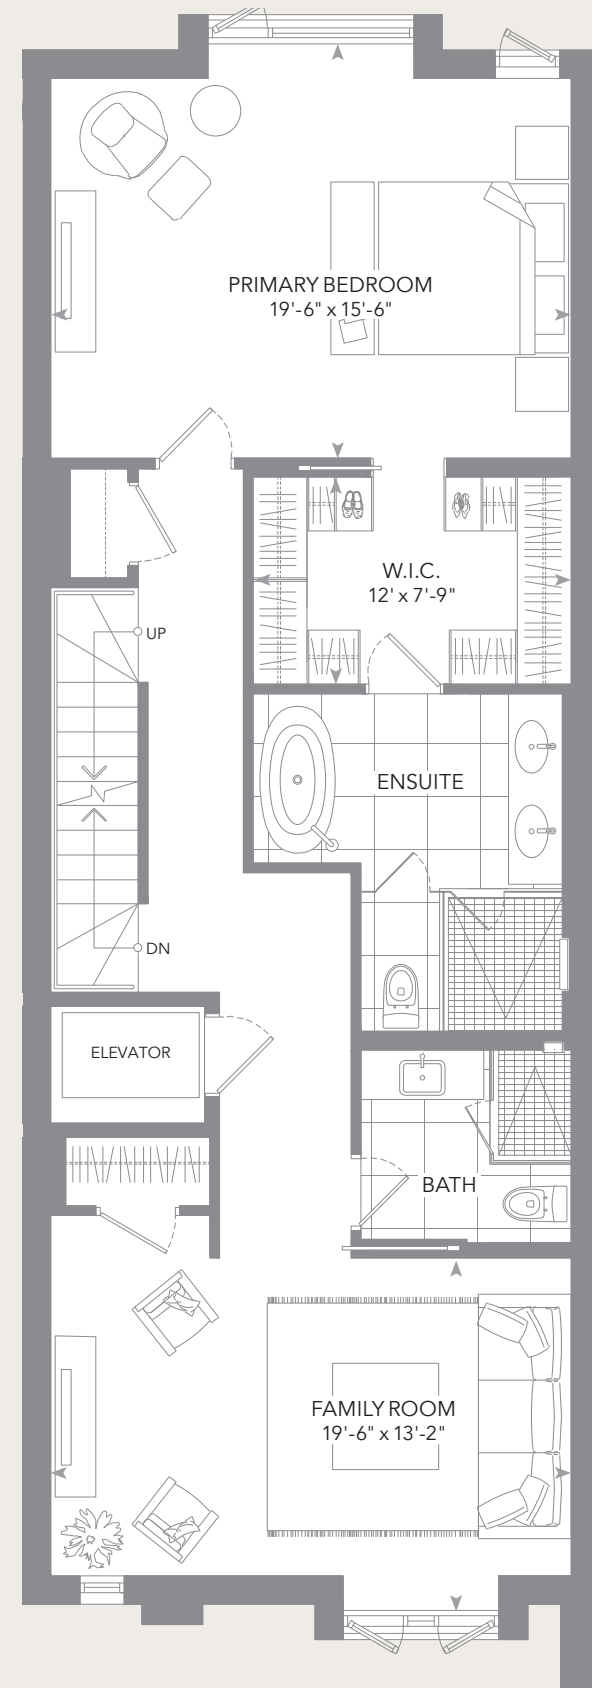 PRIMARY BEDROOM
19'-6" x 15'-6"
W.I.C.
12' x 7'-9"
UP
ENSUITE
DN
ELEVATOR
BATH
FAMILY ROOM
19'-6" x 13'-2"